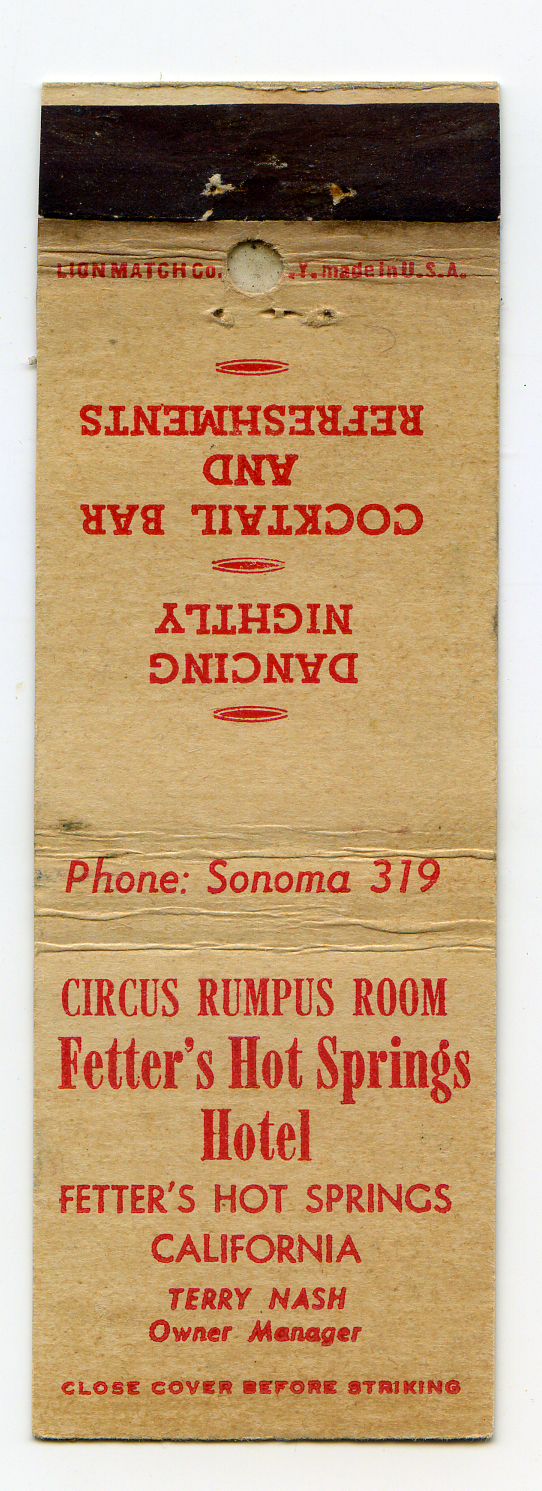 LION MATCH Co. .Y. made in U.S.A.
DANCING
NIGHTLY
COCKTAIL BAR
AND
REFRESHMENTS
Phone: Sonoma 319
CIRCUS RUMPUS ROOM
Fetter's Hot Springs
Hotel
FETTER'S HOT SPRINGS
CALIFORNIA
TERRY NASH
Owner Manager
CLOSE COVER BEFORE STRIKING